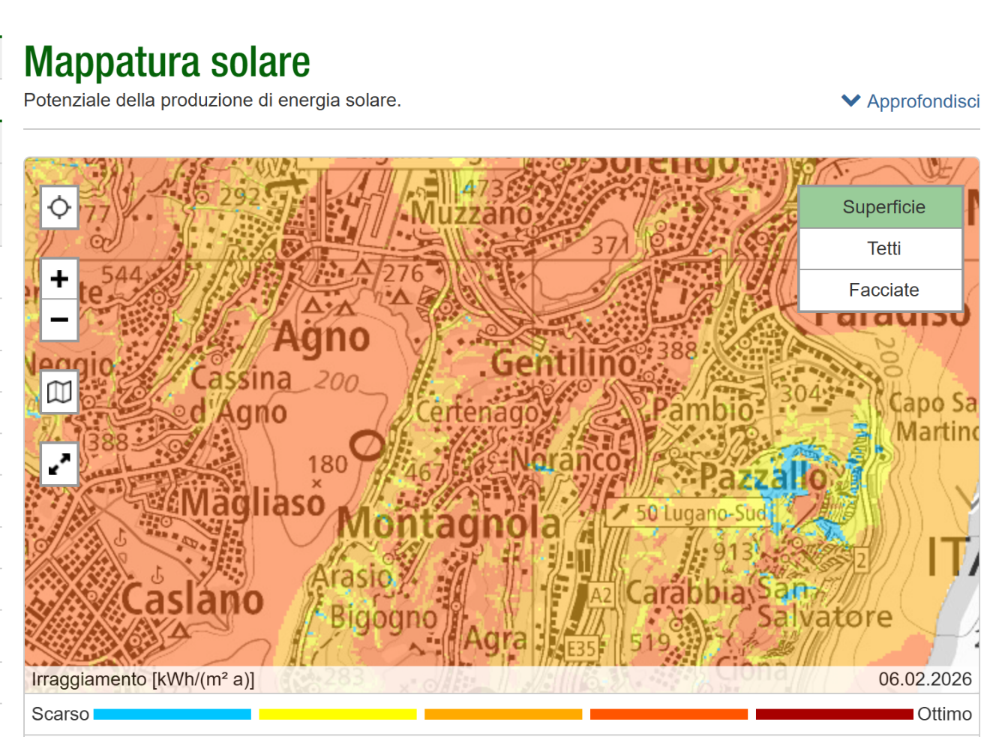 Mappatura solare
Potenziale della produzione di energia solare.
Approfondisci
Sorengo
473
292
Muzzano
Superficie
77
371
Tetti
544
276
Facciate
Paradiso
Agno
200
Neggio
Gentilino
388
Cassina
200
d'Agno
Certenago
Pambio-
304
Capo Sa
Martino
388
180
467
Noranco
Pazzallo
Magliaso
Montagnola
50 Lugano-Sud
913
2
ITA
Arasio
Caslano
A2
Carabbia
San
Bigogno
Salvatore
Agra
E35
519
Ciona
283
Irraggiamento [kWh/(m² a)]
06.02.2026
Scarso
Ottimo